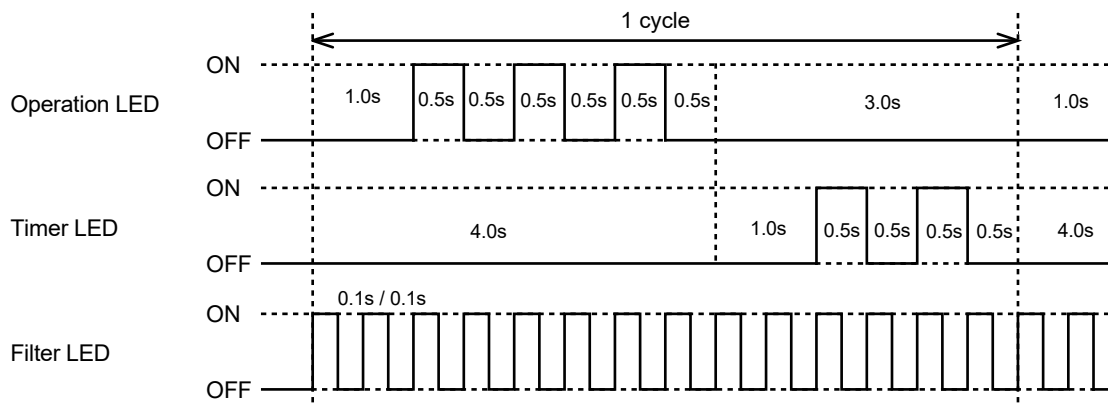 1 cycle
ON
Operation LED
1.0s 0.5s 0.5s 0.5s 0.5s 0.5s 0.5s 3.0s 1.0s
OFF
ON
Timer LED
4.0s 1.0s 0.5s 0.5s 0.5s 0.5s 4.0s
OFF
0.1s / 0.1s
ON
Filter LED
OFF